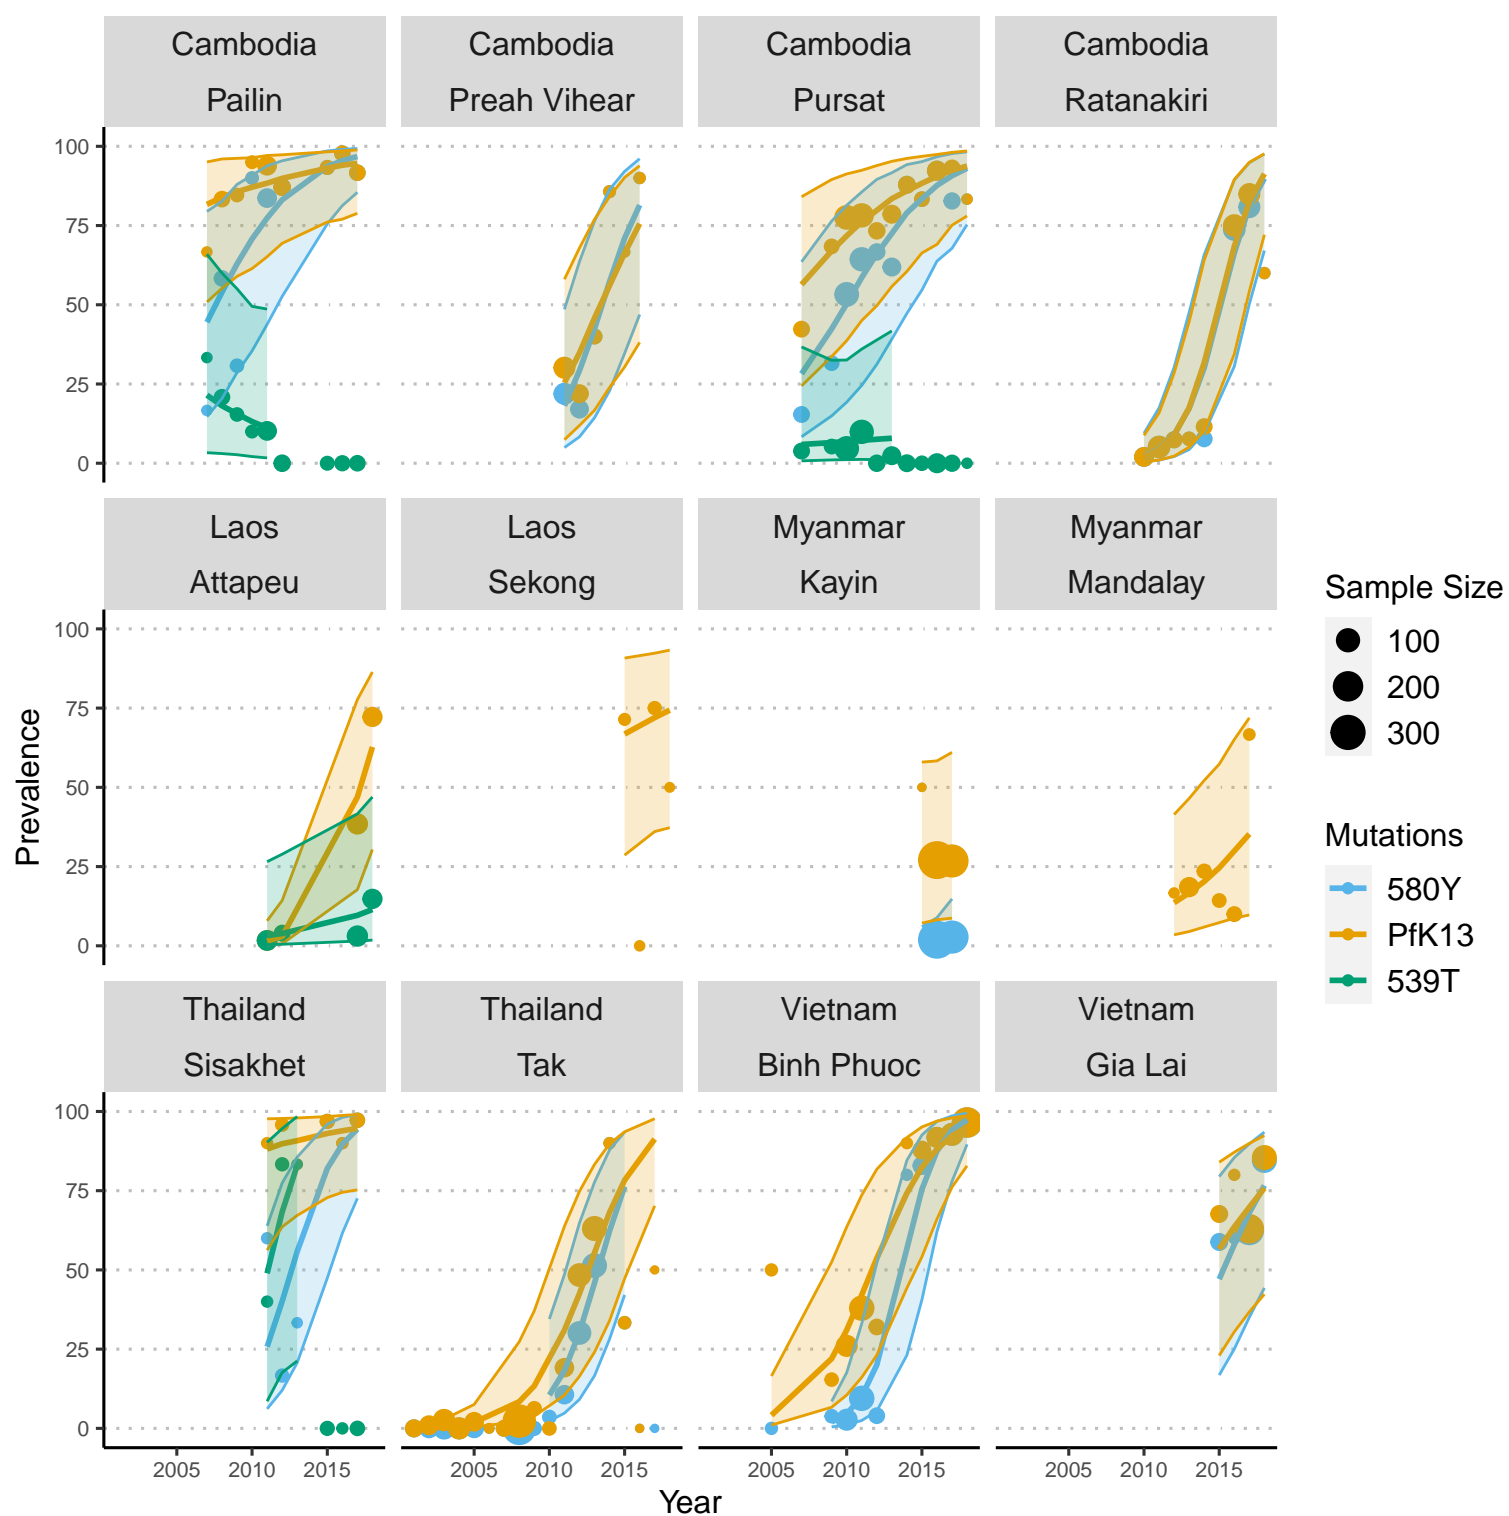 Cambodia
Pailin
Cambodia
Preah Vihear
Cambodia
Pursat
Cambodia
Ratanakiri
100
75
50
25
0
Laos
Attapeu
Laos
Sekong
Myanmar
Kayin
Myanmar
Mandalay
100
75
50
25
0
Prevalence
Thailand
Sisakhet
Thailand
Tak
Vietnam
Binh Phuoc
Vietnam
Gia Lai
100
75
50
25
0
2005 2010 2015
2005 2010 2015
2005 2010 2015
2005 2010 2015
Year
Sample Size
100
200
300
Mutations
580Y
PfK13
539T